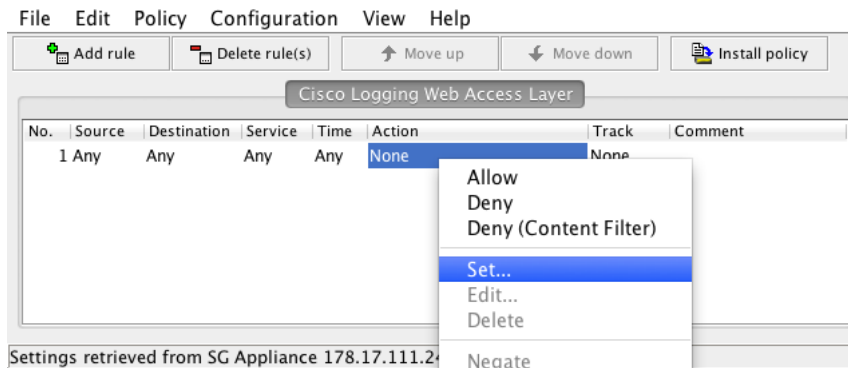 File Edit Policy Configuration View Help
Add rule Delete rule(s) Move up Move down Install policy
Cisco Logging Web Access Layer
No. Source Destination Service Time Action Track Comment
1 Any Any Any Any None None
Allow
Deny
Deny (Content Filter)
Set...
Edit...
Delete
Negate
Settings retrieved from SG Appliance 178.17.111.24